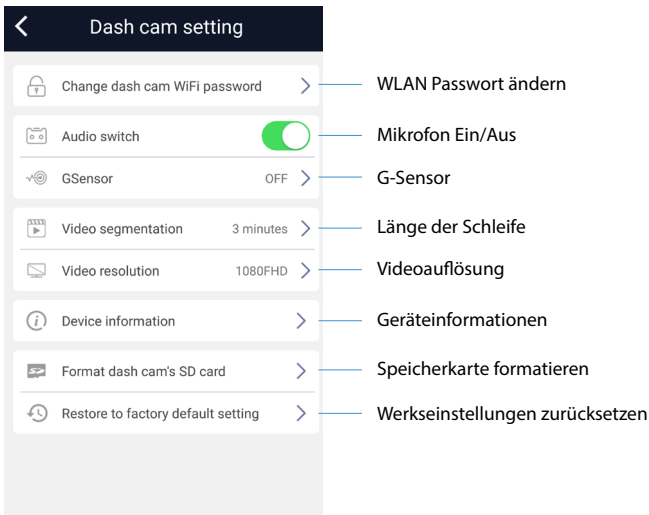 Dash cam setting
Change dash cam WiFi password WLAN Passwort ändern
Audio switch Mikrofon Ein/Aus
GSensor OFF G-Sensor
Video segmentation 3 minutes Länge der Schleife
Video resolution 1080FHD Videoauflösung
Device information Geräteinformationen
Format dash cam's SD card Speicherkarte formatieren
Restore to factory default setting Werkseinstellungen zurücksetzen